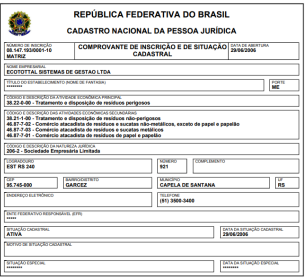 REPÚBLICA FEDERATIVA DO BRASIL
CADASTRO NACIONAL DA PESSOA JURÍDICA
NÚMERO DE INSCRIÇÃO
08.147.193/0001-10
MATRIZ
COMPROVANTE DE INSCRIÇÃO E DE SITUAÇÃO CADASTRAL
DATA DE ABERTURA
29/06/2006
NOME EMPRESARIAL
ECOTOTTAL SISTEMAS DE GESTAO LTDA
TÍTULO DO ESTABELECIMENTO (NOME DE FANTASIA)
********
PORTE
ME
CÓDIGO E DESCRIÇÃO DA ATIVIDADE ECONÔMICA PRINCIPAL
38.22-0-00 - Tratamento e disposição de resíduos perigosos
CÓDIGO E DESCRIÇÃO DAS ATIVIDADES ECONÔMICAS SECUNDÁRIAS
38.21-1-00 - Tratamento e disposição de resíduos não-perigosos
46.87-7-02 - Comércio atacadista de resíduos e sucatas não-metálicos, exceto de papel e papelão
46.87-7-03 - Comércio atacadista de resíduos e sucatas metálicos
46.87-7-01 - Comércio atacadista de resíduos de papel e papelão
CÓDIGO E DESCRIÇÃO DA NATUREZA JURÍDICA
206-2 - Sociedade Empresária Limitada
LOGRADOURO
EST RS 240
NÚMERO
921
COMPLEMENTO
CEP
95.745-000
BAIRRO/DISTRITO
GARCEZ
MUNICÍPIO
CAPELA DE SANTANA
UF
RS
ENDEREÇO ELETRÔNICO
TELEFONE
(51) 3500-3400
ENTE FEDERATIVO RESPONSÁVEL (EFR)
*****
SITUAÇÃO CADASTRAL
ATIVA
DATA DA SITUAÇÃO CADASTRAL
29/06/2006
MOTIVO DE SITUAÇÃO CADASTRAL
SITUAÇÃO ESPECIAL
********
DATA DA SITUAÇÃO ESPECIAL
********